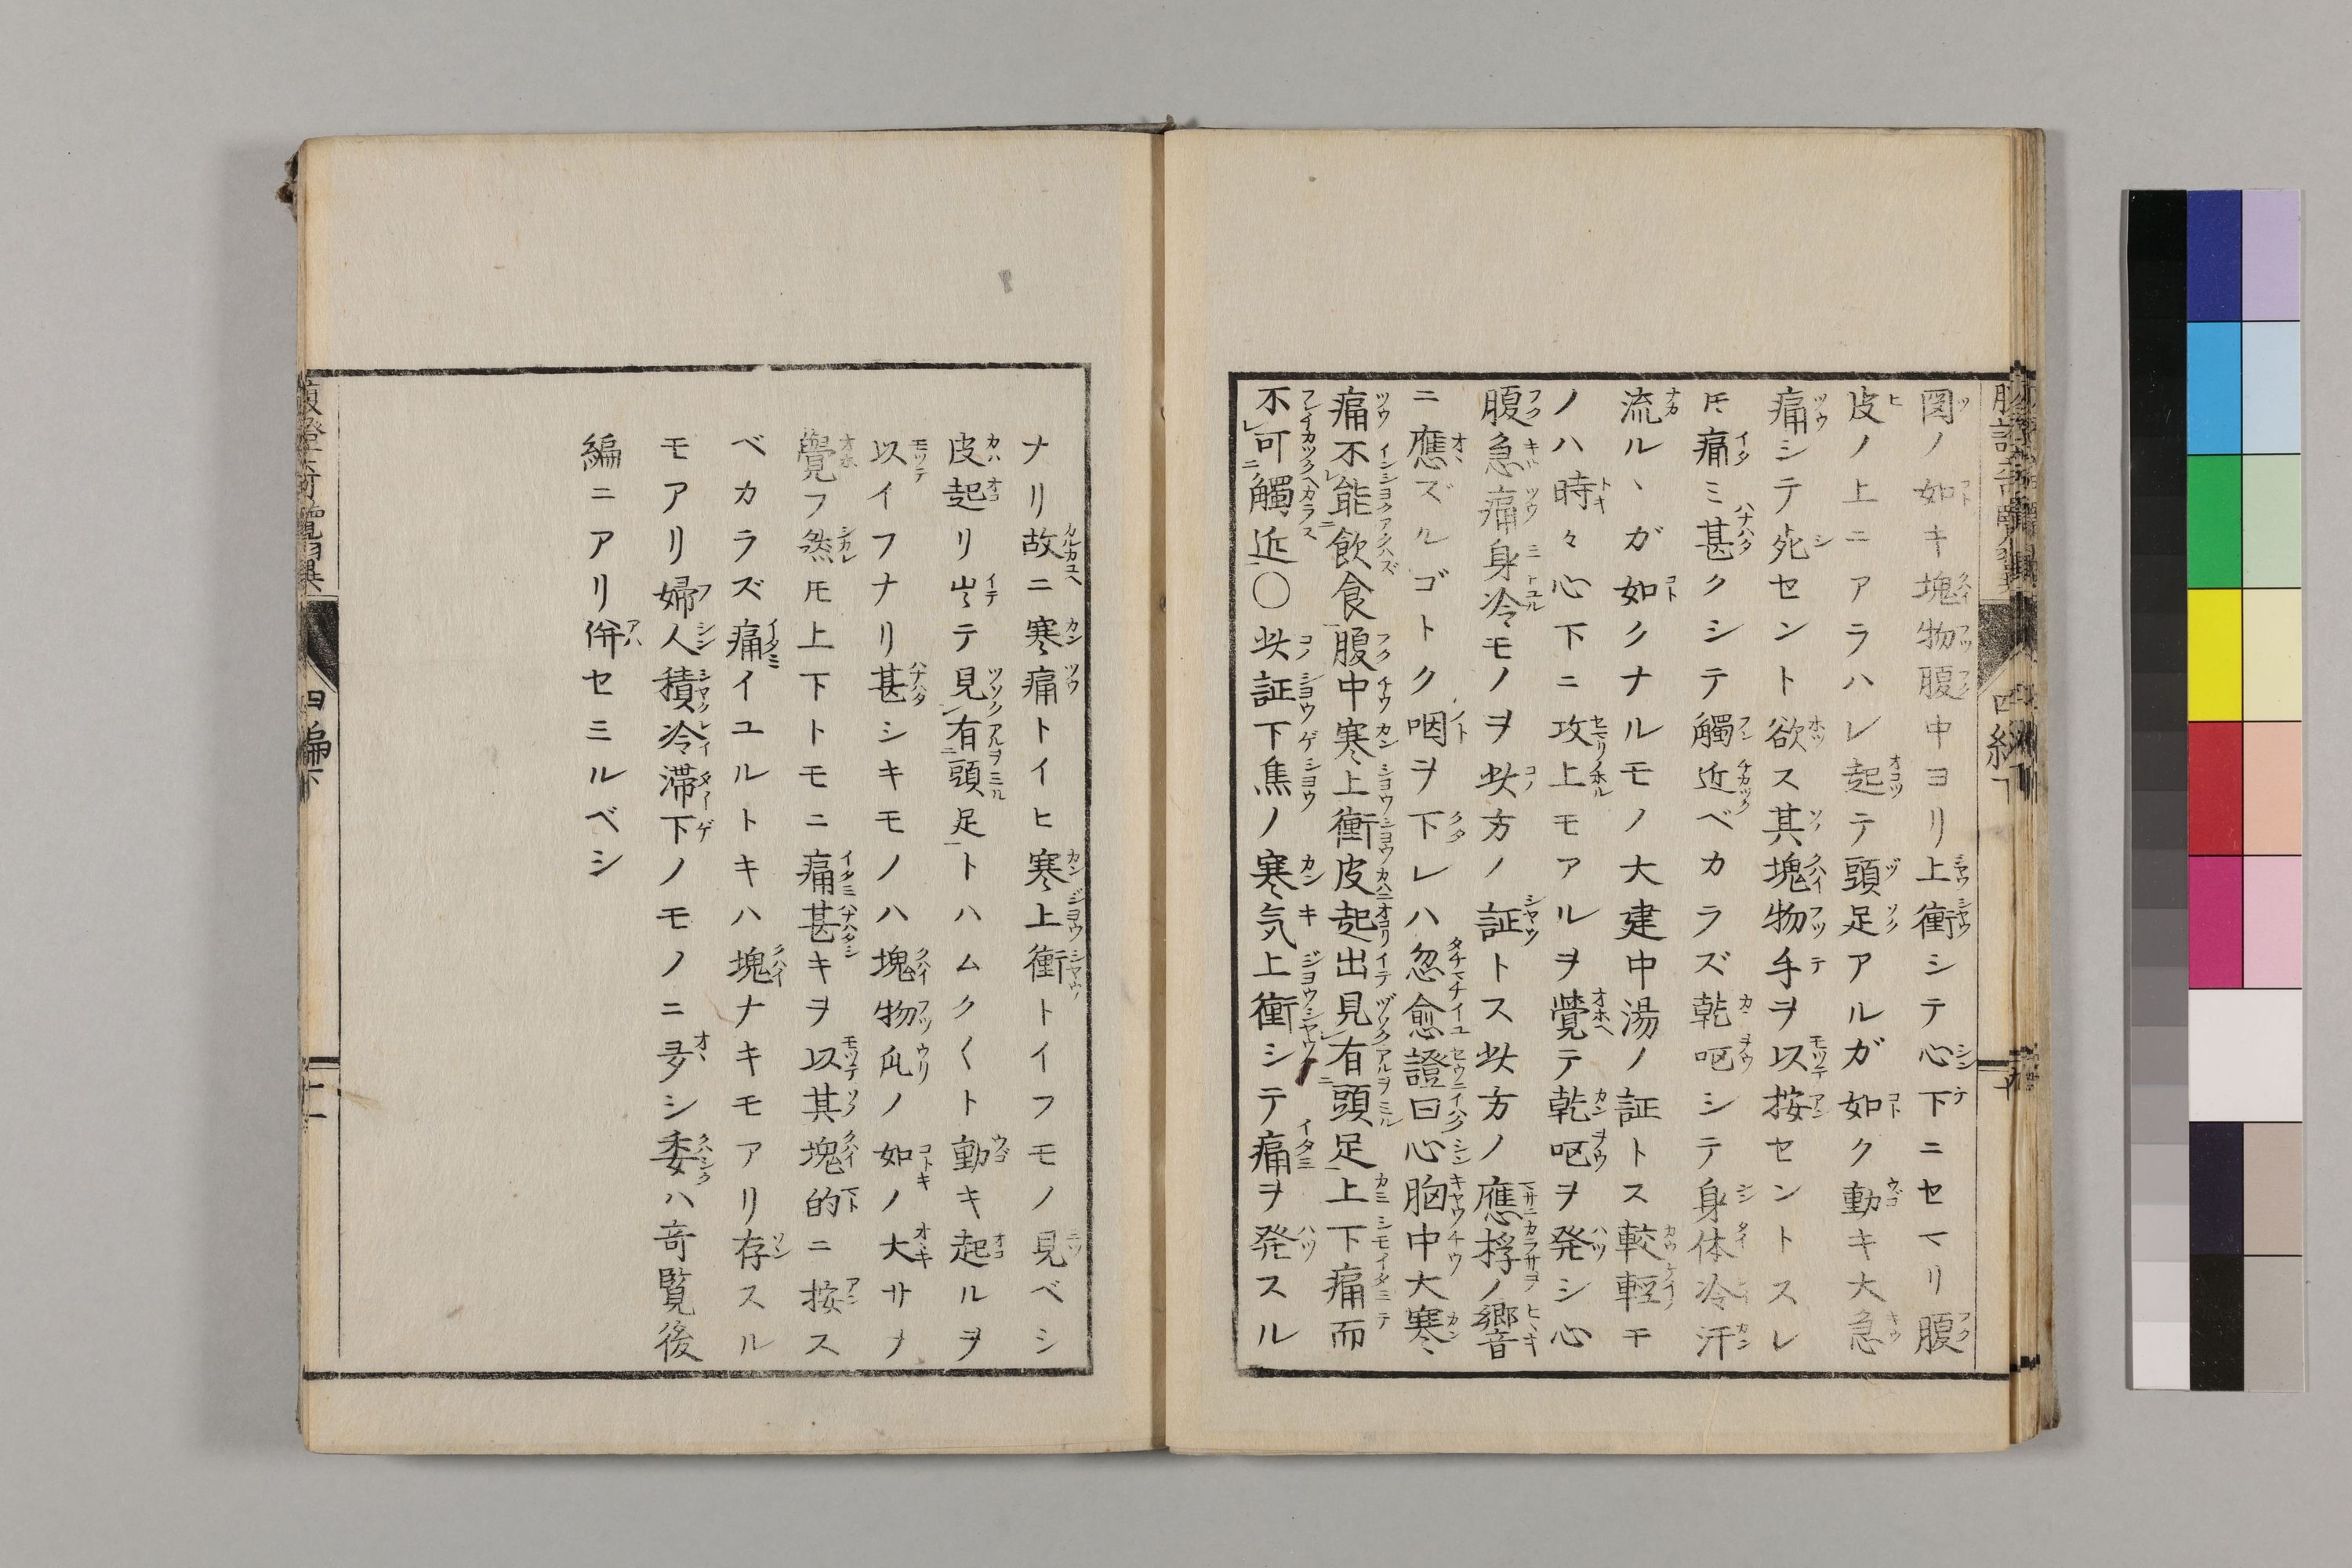 図ノ如キ塊物腹中ヨリ上衝シテ心下ニセマリ腹
皮ノ上ニアラハレ起テ頭足アルガ如ク動キ大急
痛シテ死セント欲ス其塊物手ヲ以按セントスレ
𪜈痛ミ甚クシテ觸近ベカラズ乾呕シテ身体冷汗
流ルヽガ如クナルモノ大建中湯ノ証トス較輕キ
ノハ時々心下ニ攻上モアルヲ覺テ乾呕ヲ発シ心
腹急痛身冷モノヲ此方ノ証トス此方ノ應桴ノ響
ニ應ズルゴトク咽ヲ下レハ忽愈證曰心胸中大寒
痛不能飲食腹中寒上衝皮起出見有頭足上下痛而
不可觸近〇此証下焦ノ寒気上衝シテ痛ヲ発スル
ナリ故ニ寒痛トイヒ寒上衝トイフモノ見ベシ
皮起リ出テ見有頭足トハムク〱ト動キ起ルヲ
以イフナリ甚シキモノハ塊物瓜ノ如ノ大サヲ
覺フ然𪜈上下トモニ痛甚キヲ以其塊的ニ按ス
ベカラズ痛イユルトキハ塊ナキモアリ存スル
モアリ婦人積冷滞下ノモノニ多シ委ハ奇覧後
編ニアリ併セミルベシ
四編下
十一